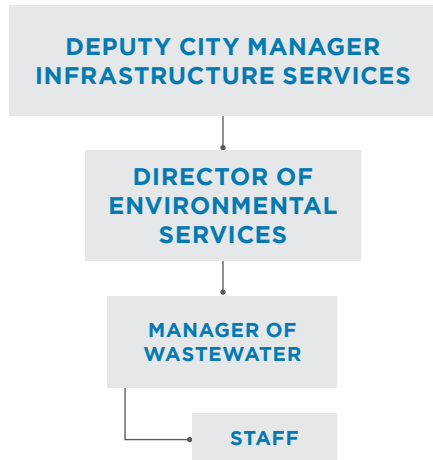 DEPUTY CITY MANAGER
INFRASTRUCTURE SERVICES
DIRECTOR OF
ENVIRONMENTAL
SERVICES
MANAGER OF
WASTEWATER
STAFF